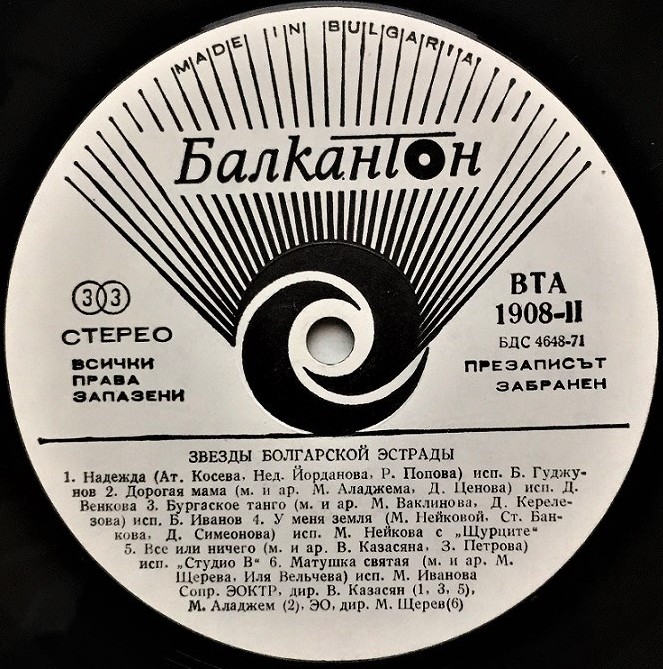 MADE IN BULGARIA
Балкантон
33
СТЕРЕО
ВСИЧКИ
ПРАВА
ЗАПАЗЕНИ
ВТА
1908-II
БДС 4648-71
ПРЕЗАПИСЪТ
ЗАБРАНЕН
ЗВЕЗДЫ БОЛГАРСКОЙ ЭСТРАДЫ
1. Надежда (Ат. Косева, Нед. Йорданова, Р. Попова) исп. Б. Гуджу-
нов 2. Дорогая мама (м. и ар. М. Аладжема, Д. Ценова) исп. Д.
Венкова 3. Бургаское танго (м. и ар. М. Ваклинова, Д. Керелe-
зова) исп. Б. Иванов 4. У меня земля (М. Нейковой, Ст. Бан-
кова, Д. Симеонова) исп. М. Нейкова с „Щурците"
5. Все или ничего (м. и ар. В. Казасяна, З. Петрова)
исп. „Студио В" 6. Матушка святая (м. и ар. М.
Щерева, Иля Вельчева) исп. М. Иванова
Сопр. ЭОКТР, дир. В. Казасян (1, 3, 5),
М. Аладжем (2), ЭО, дир. М. Щерев(6)